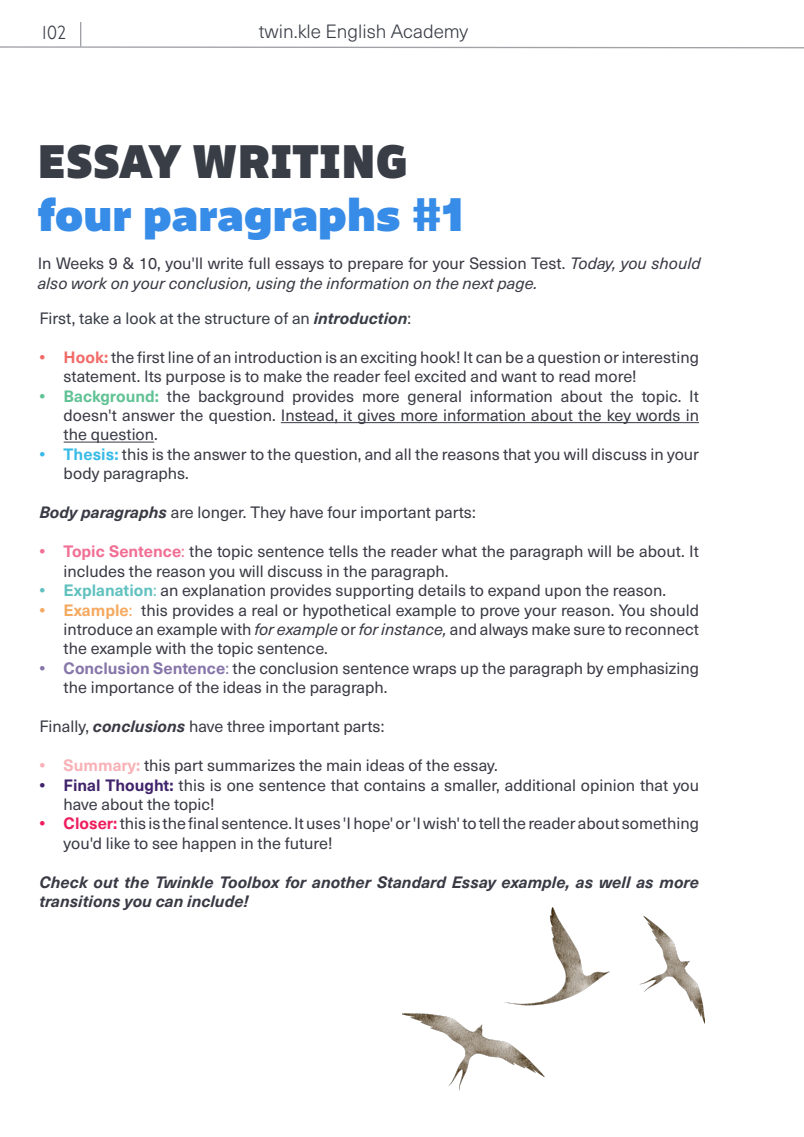 102
twin.kle English Academy
ESSAY WRITING
four paragraphs #1
In Weeks 9 & 10, you'll write full essays to prepare for your Session Test. Today, you should
also work on your conclusion, using the information on the next page.
First, take a look at the structure of an introduction:
• Hook: the first line of an introduction is an exciting hook! It can be a question or interesting
statement. Its purpose is to make the reader feel excited and want to read more!
• Background: the background provides more general information about the topic. It
doesn't answer the question. Instead, it gives more information about the key words in
the question.
• Thesis: this is the answer to the question, and all the reasons that you will discuss in your
body paragraphs.
Body paragraphs are longer. They have four important parts:
• Topic Sentence: the topic sentence tells the reader what the paragraph will be about. It
includes the reason you will discuss in the paragraph.
• Explanation: an explanation provides supporting details to expand upon the reason.
• Example: this provides a real or hypothetical example to prove your reason. You should
introduce an example with for example or for instance, and always make sure to reconnect
the example with the topic sentence.
• Conclusion Sentence: the conclusion sentence wraps up the paragraph by emphasizing
the importance of the ideas in the paragraph.
Finally, conclusions have three important parts:
• Summary: this part summarizes the main ideas of the essay.
• Final Thought: this is one sentence that contains a smaller, additional opinion that you
have about the topic!
• Closer: this is the final sentence. It uses 'I hope' or 'I wish' to tell the reader about something
you'd like to see happen in the future!
Check out the Twinkle Toolbox for another Standard Essay example, as well as more
transitions you can include!